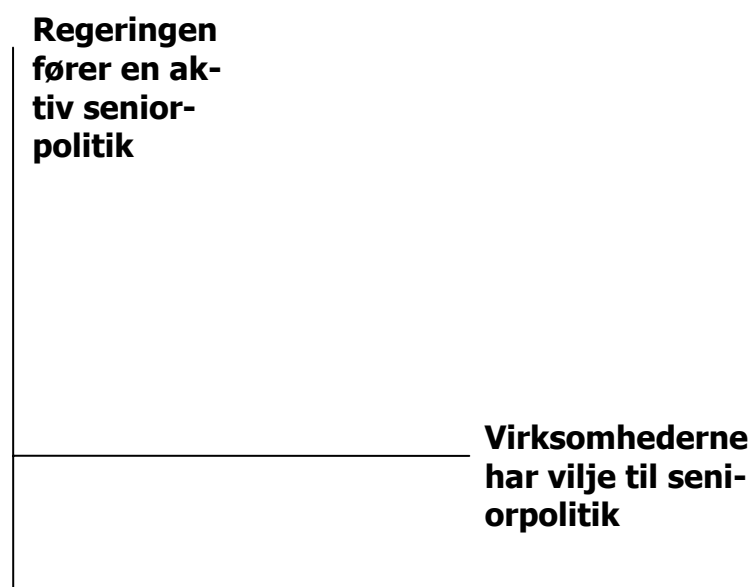 Regeringen
fører en ak-
tiv senior-
politik
Virksomhederne
har vilje til seni-
orpolitik